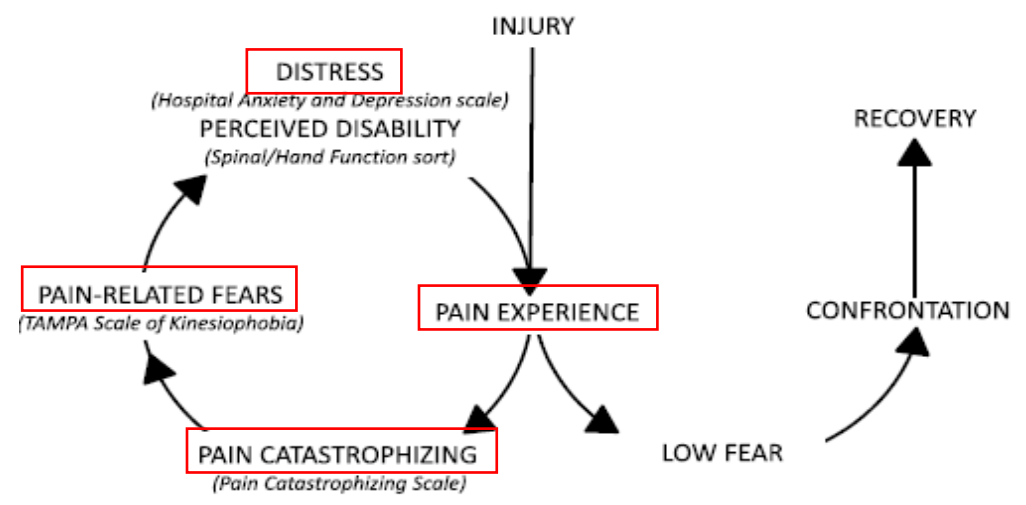 INJURY
DISTRESS
(Hospital Anxiety and Depression scale)
PERCEIVED DISABILITY
(Spinal/Hand Function sort)
RECOVERY
PAIN-RELATED FEARS
(TAMPA Scale of Kinesiophobia)
PAIN EXPERIENCE
CONFRONTATION
PAIN CATASTROPHIZING
(Pain Catastrophizing Scale)
LOW FEAR